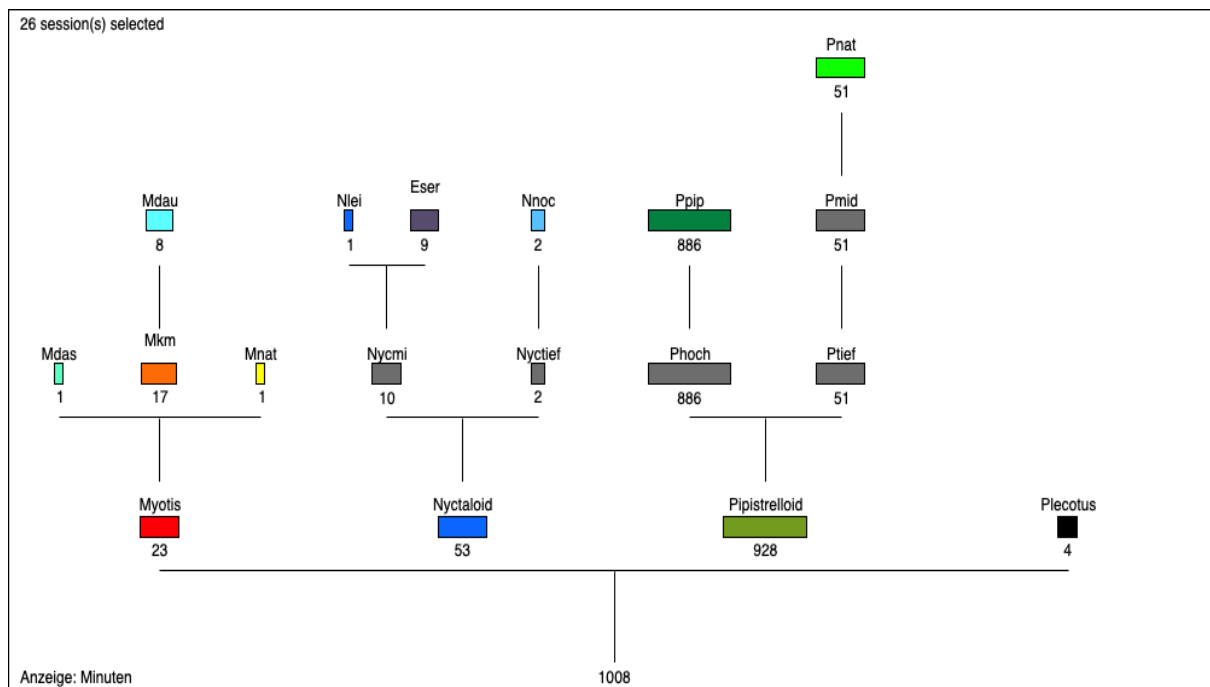 26 session(s) selected
Pnat
51
Mdau Nlei Eser Nnoc Ppip Pmid
8 1 9 2 886 51
Mdas Mkm Mnat Nycmi Nyctief Phoch Ptief
1 17 1 10 2 886 51
Myotis Nyctaloid Pipistrelloid Plecotus
23 53 928 4
Anzeige: Minuten 1008